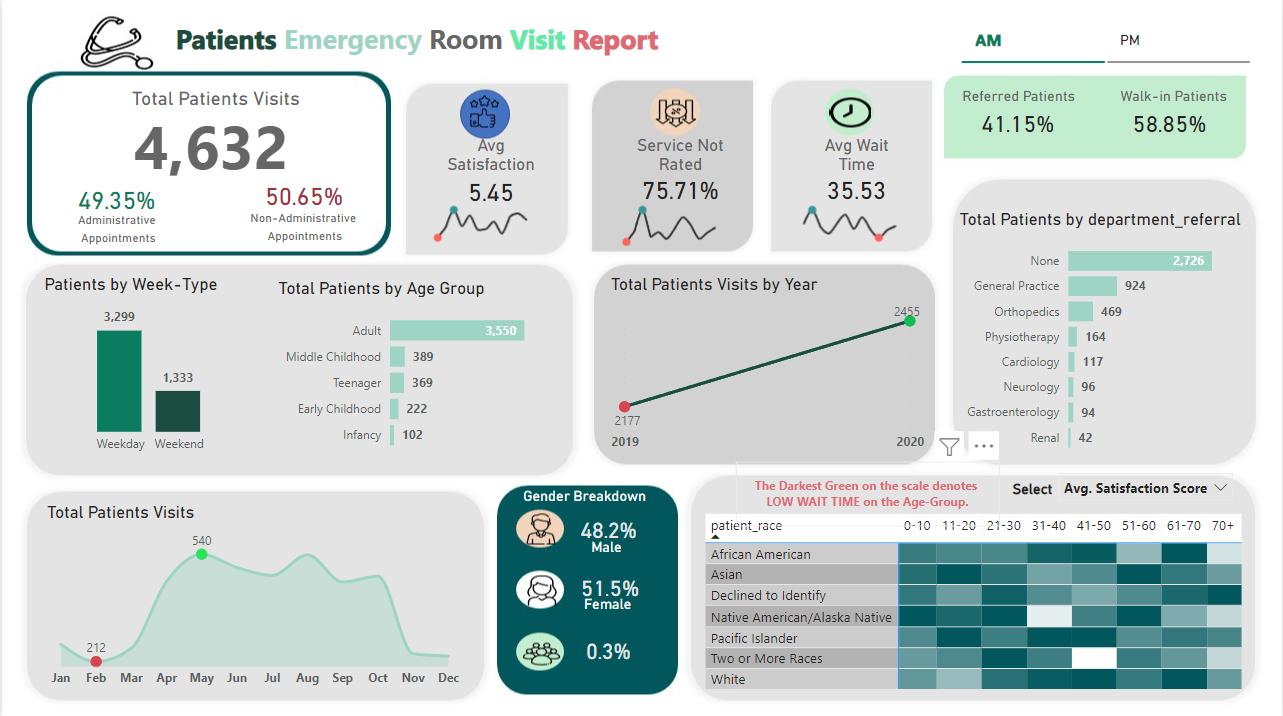 Patients Emergency Room Visit Report
AM
PM
Total Patients Visits
4,632
49.35%
Administrative
Appointments
50.65%
Non-Administrative
Appointments
Avg
Satisfaction
5.45
Service Not
Rated
75.71%
Avg Wait
Time
35.53
Referred Patients
41.15%
Walk-in Patients
58.85%
Patients by Week-Type
3,299
1,333
Weekday
Weekend
Total Patients by Age Group
Adult 3,550
Middle Childhood 389
Teenager 369
Early Childhood 222
Infancy 102
Total Patients Visits by Year
2455
2177
2019 2020
Total Patients by department_referral
None 2,726
General Practice 924
Orthopedics 469
Physiotherapy 164
Cardiology 117
Neurology 96
Gastroenterology 94
Renal 42
Total Patients Visits
540
212
Jan Feb Mar Apr May Jun Jul Aug Sep Oct Nov Dec
Gender Breakdown
48.2%
Male
51.5%
Female
0.3%
The Darkest Green on the scale denotes
LOW WAIT TIME on the Age-Group.
Select Avg. Satisfaction Score
patient_race 0-10 11-20 21-30 31-40 41-50 51-60 61-70 70+
African American
Asian
Declined to Identify
Native American/Alaska Native
Pacific Islander
Two or More Races
White